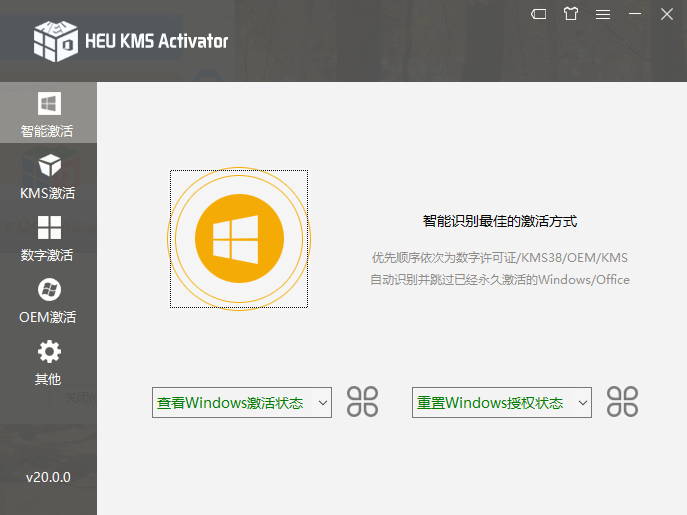 HEU KMS Activator
智能激活
KMS激活
数字激活
OEM激活
其他
v20.0.0
智能识别最佳的激活方式
优先顺序依次为数字许可证/KMS38/OEM/KMS
自动识别并跳过已经永久激活的Windows/Office
查看Windows激活状态
重置Windows授权状态